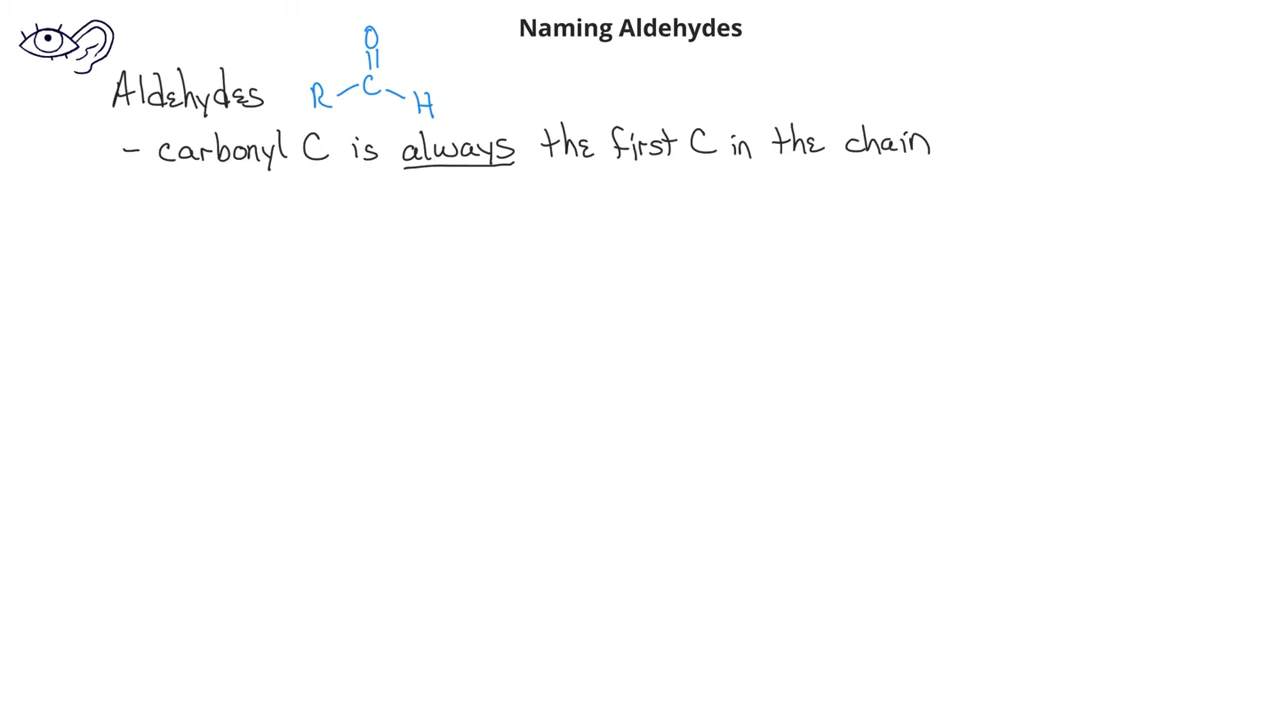 Naming Aldehydes
O
Aldehydes R C H
- carbonyl C is always the first C in the chain